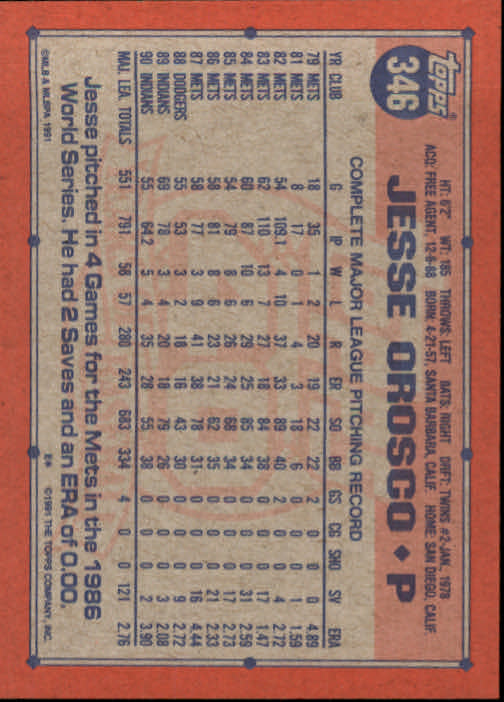 topps
346
HT: 6'2" WT: 185 THROWS: LEFT BATS: RIGHT DRAFT: TWINS #2-JAN, 1978
ACQ: FREE AGENT, 12-8-88 BORN: 4-21-57, SANTA BARBARA, CALIF. HOME: SAN DIEGO, CALIF.
JESSE OROSCO ◆ P
COMPLETE MAJOR LEAGUE PITCHING RECORD
YR CLUB G IP W L R ER SO BB GS CG SHO SV ERA
79 METS 18 35 1 2 20 19 22 22 2 0 0 0 4.89
81 METS 8 17 0 1 4 3 18 6 0 0 0 1 1.59
82 METS 54 109.1 4 10 37 33 89 40 2 0 0 4 2.72
83 METS 62 110 13 7 27 18 84 38 0 0 0 17 1.47
84 METS 60 87 10 6 29 25 85 34 0 0 0 31 2.59
85 METS 54 79 8 6 26 24 68 34 0 0 0 17 2.73
86 METS 58 81 8 6 23 21 62 35 0 0 0 21 2.33
87 METS 58 77 3 9 41 38 78 31 0 0 0 16 4.44
88 DODGERS 55 53 3 2 18 16 43 30 0 0 0 9 2.72
89 INDIANS 69 78 3 4 20 18 79 26 0 0 0 3 2.08
90 INDIANS 55 64.2 5 4 35 28 55 38 0 0 0 2 3.90
MAJ. LEA. TOTALS 551 791 58 57 280 243 683 334 4 0 0 121 2.76
Jesse pitched in 4 Games for the Mets in the 1986
World Series. He had 2 Saves and an ERA of 0.00.
©MLB & MLBPA 1991 E* ©1991 THE TOPPS COMPANY, INC.